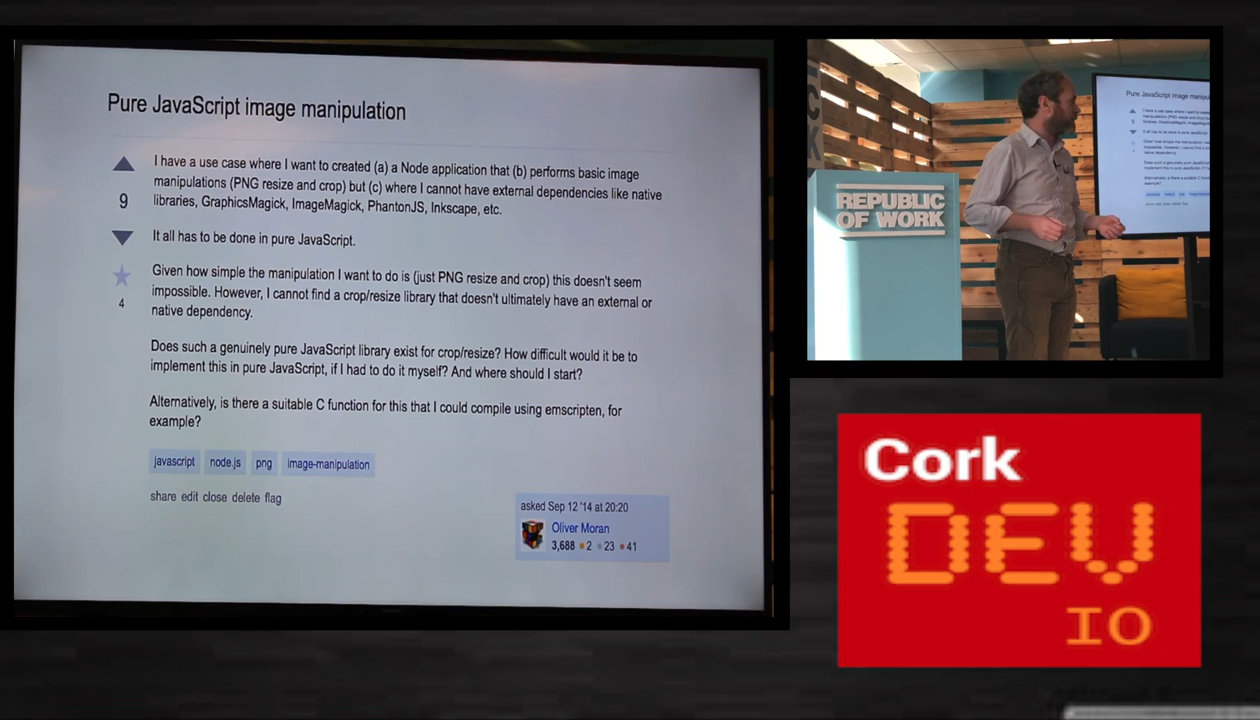 Pure JavaScript image manipulation
I have a use case where I want to created (a) a Node application that (b) performs basic image
manipulations (PNG resize and crop) but (c) where I cannot have external dependencies like native
libraries, GraphicsMagick, ImageMagick, PhantonJS, Inkscape, etc.
9
It all has to be done in pure JavaScript.
Given how simple the manipulation I want to do is (just PNG resize and crop) this doesn't seem
impossible. However, I cannot find a crop/resize library that doesn't ultimately have an external or
native dependency.
4
Does such a genuinely pure JavaScript library exist for crop/resize? How difficult would it be to
implement this in pure JavaScript, if I had to do it myself? And where should I start?
Alternatively, is there a suitable C function for this that I could compile using emscripten, for
example?
javascript node.js png image-manipulation
share edit close delete flag
asked Sep 12 '14 at 20:20
Oliver Moran
3,688 2 23 41
REPUBLIC
OF WORK
Pure JavaScript image manipul
Cork
DEV
IO